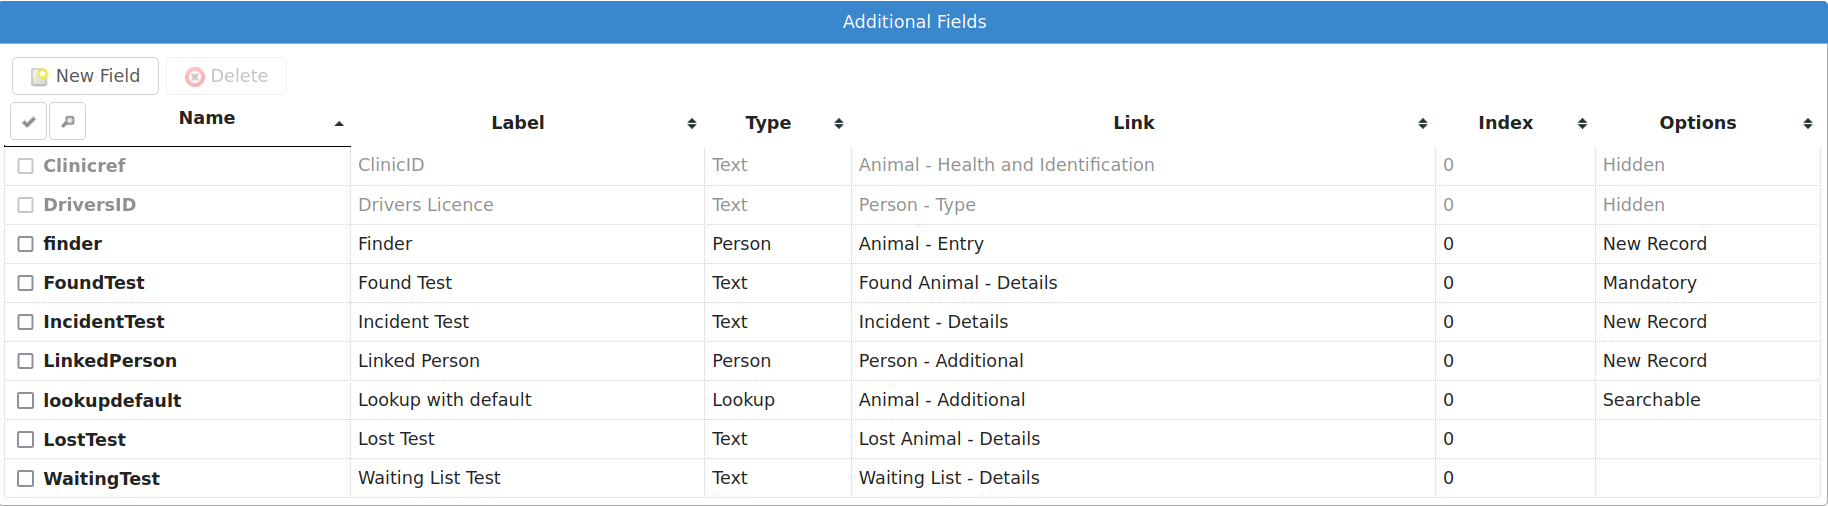 Additional Fields
New Field Delete
Name Label Type Link Index Options
Clinicref ClinicID Text Animal - Health and Identification 0 Hidden
DriversID Drivers Licence Text Person - Type 0 Hidden
finder Finder Person Animal - Entry 0 New Record
FoundTest Found Test Text Found Animal - Details 0 Mandatory
IncidentTest Incident Test Text Incident - Details 0 New Record
LinkedPerson Linked Person Person Person - Additional 0 New Record
lookupdefault Lookup with default Lookup Animal - Additional 0 Searchable
LostTest Lost Test Text Lost Animal - Details 0
WaitingTest Waiting List Test Text Waiting List - Details 0